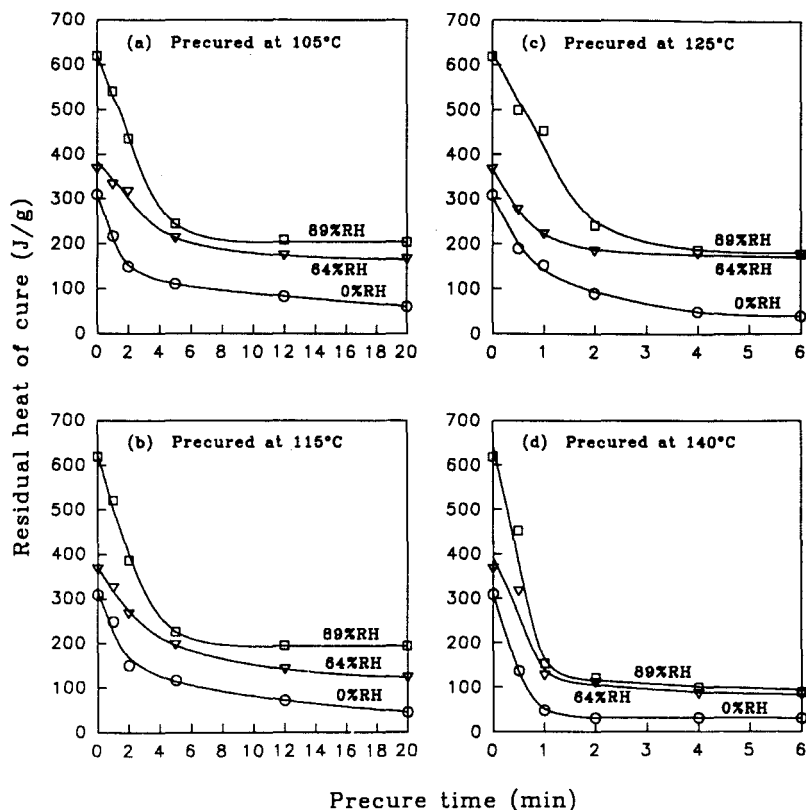 Residual heat of cure (J/g)
700
600
500
400
300
200
100
0
(a) Precured at 105°C
89%RH
64%RH
0%RH
0 2 4 6 8 10 12 14 16 18 20
700
600
500
400
300
200
100
0
(c) Precured at 125°C
89%RH
64%RH
0%RH
0 1 2 3 4 5 6
700
600
500
400
300
200
100
0
(b) Precured at 115°C
89%RH
64%RH
0%RH
0 2 4 6 8 10 12 14 16 18 20
700
600
500
400
300
200
100
0
(d) Precured at 140°C
89%RH
64%RH
0%RH
0 1 2 3 4 5 6
Precure time (min)